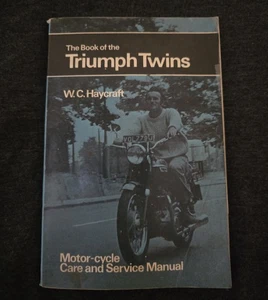 The Book of the
Triumph Twins
W. C. Haycraft
Motor-cycle
Care and Service Manual